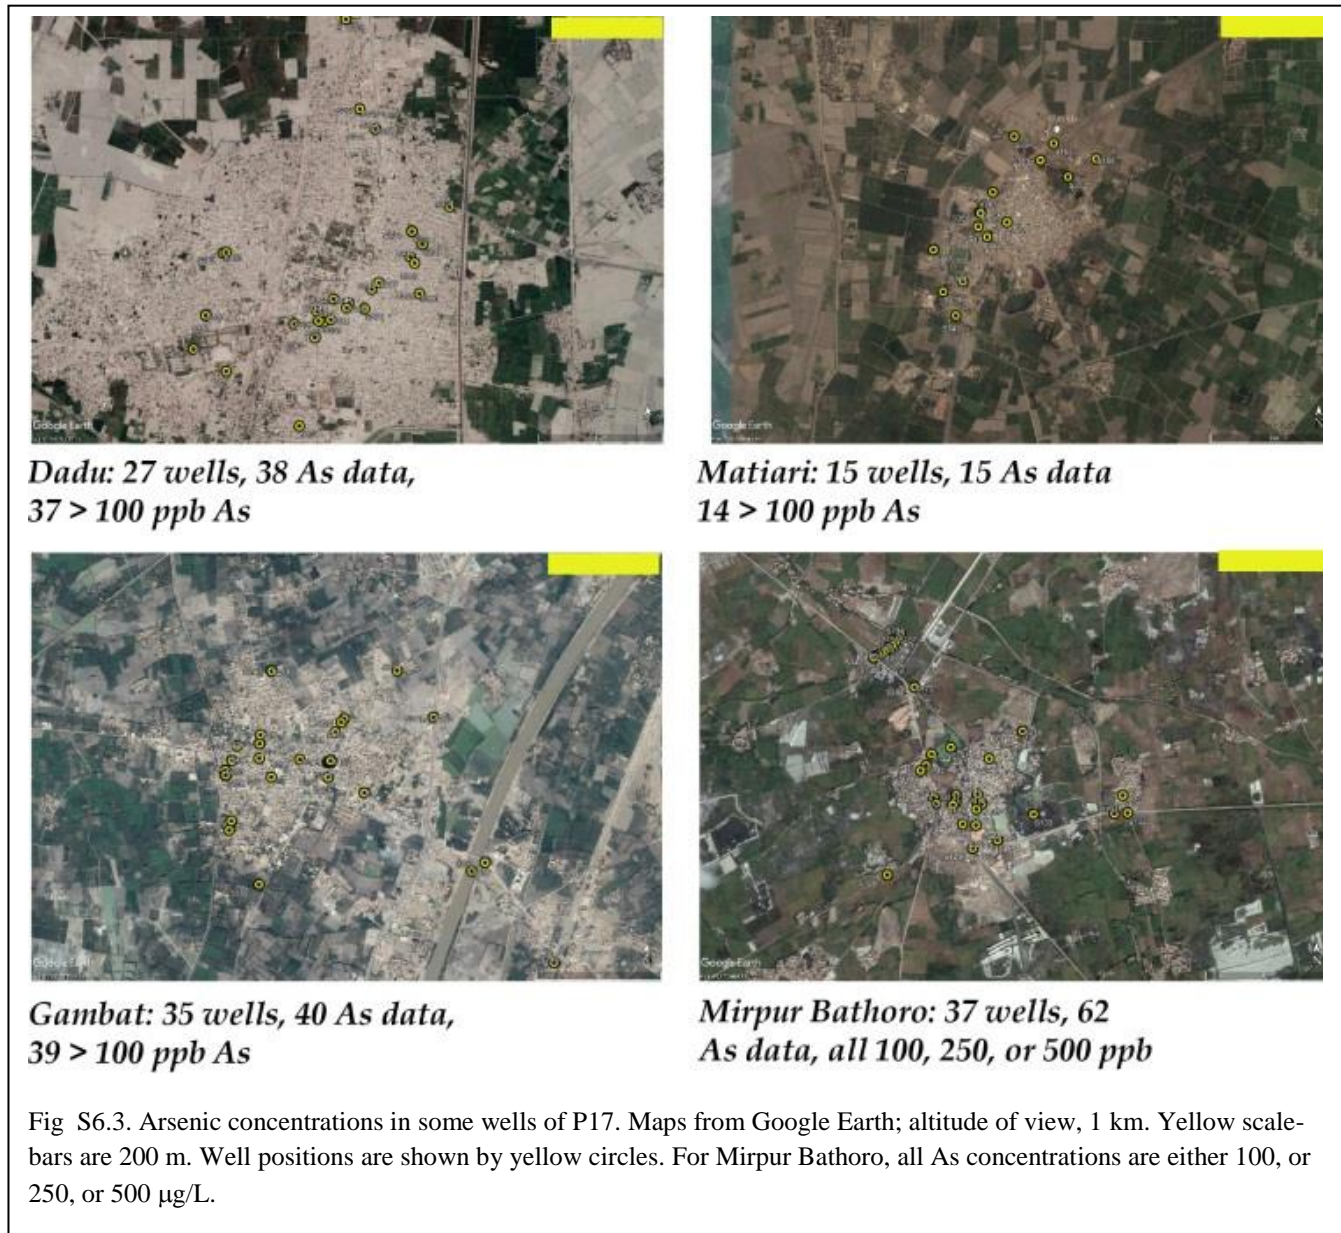 Google Earth
Google Earth
Dadu: 27 wells, 38 As data,
37 > 100 ppb As
Matiari: 15 wells, 15 As data
14 > 100 ppb As
Google Earth
Google Earth
Gambat: 35 wells, 40 As data,
39 > 100 ppb As
Mirpur Bathoro: 37 wells, 62
As data, all 100, 250, or 500 ppb
Fig S6.3. Arsenic concentrations in some wells of P17. Maps from Google Earth; altitude of view, 1 km. Yellow scale-
bars are 200 m. Well positions are shown by yellow circles. For Mirpur Bathoro, all As concentrations are either 100, or
250, or 500 μg/L.